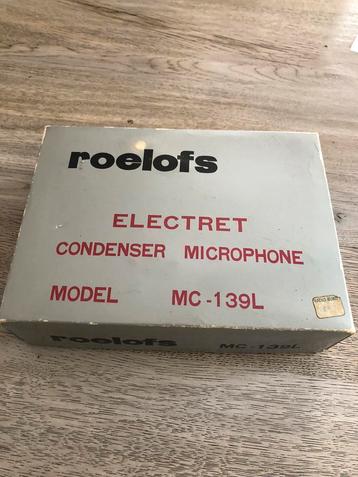 roelofs
ELECTRET
CONDENSER MICROPHONE
MODEL MC-139L
roelofs MC-139L